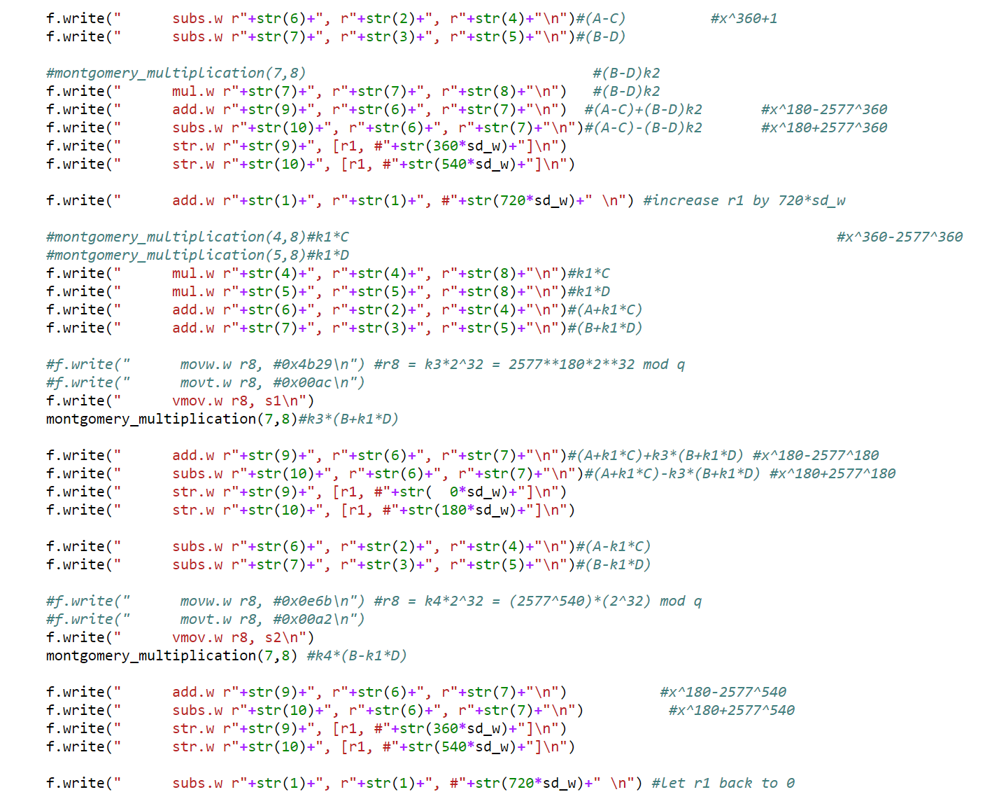 f.write("      subs.w r"+str(6)+", r"+str(2)+", r"+str(4)+"\n")#(A-C)          #x^360+1
f.write("      subs.w r"+str(7)+", r"+str(3)+", r"+str(5)+"\n")#(B-D)
#montgomery_multiplication(7,8)                                  #(B-D)k2
f.write("      mul.w r"+str(7)+", r"+str(7)+", r"+str(8)+"\n")   #(B-D)k2
f.write("      add.w r"+str(9)+", r"+str(6)+", r"+str(7)+"\n")  #(A-C)+(B-D)k2       #x^180-2577^360
f.write("      subs.w r"+str(10)+", r"+str(6)+", r"+str(7)+"\n")#(A-C)-(B-D)k2       #x^180+2577^360
f.write("      str.w r"+str(9)+", [r1, #"+str(360*sd_w)+"]\n")
f.write("      str.w r"+str(10)+", [r1, #"+str(540*sd_w)+"]\n")
f.write("      add.w r"+str(1)+", r"+str(1)+", #"+str(720*sd_w)+" \n") #increase r1 by 720*sd_w
#montgomery_multiplication(4,8)#k1*C                                                          #x^360-2577^360
#montgomery_multiplication(5,8)#k1*D
f.write("      mul.w r"+str(4)+", r"+str(4)+", r"+str(8)+"\n")#k1*C
f.write("      mul.w r"+str(5)+", r"+str(5)+", r"+str(8)+"\n")#k1*D
f.write("      add.w r"+str(6)+", r"+str(2)+", r"+str(4)+"\n")#(A+k1*C)
f.write("      add.w r"+str(7)+", r"+str(3)+", r"+str(5)+"\n")#(B+k1*D)
#f.write("      movw.w r8, #0x4b29\n") #r8 = k3*2^32 = 2577**180*2**32 mod q
#f.write("      movt.w r8, #0x00ac\n")
f.write("      vmov.w r8, s1\n")
montgomery_multiplication(7,8)#k3*(B+k1*D)
f.write("      add.w r"+str(9)+", r"+str(6)+", r"+str(7)+"\n")#(A+k1*C)+k3*(B+k1*D) #x^180-2577^180
f.write("      subs.w r"+str(10)+", r"+str(6)+", r"+str(7)+"\n")#(A+k1*C)-k3*(B+k1*D) #x^180+2577^180
f.write("      str.w r"+str(9)+", [r1, #"+str(  0*sd_w)+"]\n")
f.write("      str.w r"+str(10)+", [r1, #"+str(180*sd_w)+"]\n")
f.write("      subs.w r"+str(6)+", r"+str(2)+", r"+str(4)+"\n")#(A-k1*C)
f.write("      subs.w r"+str(7)+", r"+str(3)+", r"+str(5)+"\n")#(B-k1*D)
#f.write("      movw.w r8, #0x0e6b\n") #r8 = k4*2^32 = (2577^540)*(2^32) mod q
#f.write("      movt.w r8, #0x00a2\n")
f.write("      vmov.w r8, s2\n")
montgomery_multiplication(7,8) #k4*(B-k1*D)
f.write("      add.w r"+str(9)+", r"+str(6)+", r"+str(7)+"\n")           #x^180-2577^540
f.write("      subs.w r"+str(10)+", r"+str(6)+", r"+str(7)+"\n")          #x^180+2577^540
f.write("      str.w r"+str(9)+", [r1, #"+str(360*sd_w)+"]\n")
f.write("      str.w r"+str(10)+", [r1, #"+str(540*sd_w)+"]\n")
f.write("      subs.w r"+str(1)+", r"+str(1)+", #"+str(720*sd_w)+" \n") #Let r1 back to 0